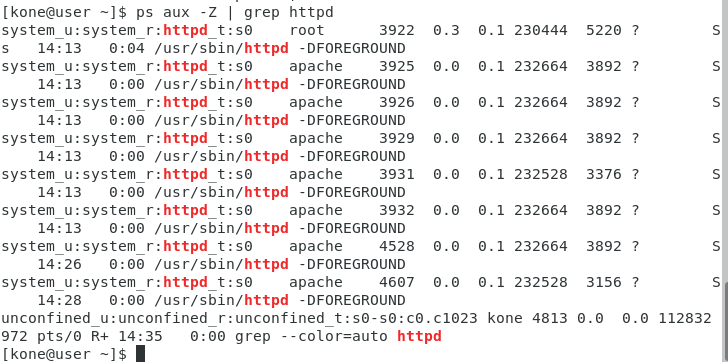 [kone@user ~]$ ps aux -Z | grep httpd
system_u:system_r:httpd_t:s0    root      3922  0.3  0.1 230444  5220 ?        S
s   14:13   0:04 /usr/sbin/httpd -DFOREGROUND
system_u:system_r:httpd_t:s0    apache    3925  0.0  0.1 232664  3892 ?        S
    14:13   0:00 /usr/sbin/httpd -DFOREGROUND
system_u:system_r:httpd_t:s0    apache    3926  0.0  0.1 232664  3892 ?        S
    14:13   0:00 /usr/sbin/httpd -DFOREGROUND
system_u:system_r:httpd_t:s0    apache    3929  0.0  0.1 232664  3892 ?        S
    14:13   0:00 /usr/sbin/httpd -DFOREGROUND
system_u:system_r:httpd_t:s0    apache    3931  0.0  0.1 232528  3376 ?        S
    14:13   0:00 /usr/sbin/httpd -DFOREGROUND
system_u:system_r:httpd_t:s0    apache    3932  0.0  0.1 232664  3892 ?        S
    14:13   0:00 /usr/sbin/httpd -DFOREGROUND
system_u:system_r:httpd_t:s0    apache    4528  0.0  0.1 232664  3892 ?        S
    14:26   0:00 /usr/sbin/httpd -DFOREGROUND
system_u:system_r:httpd_t:s0    apache    4607  0.0  0.1 232528  3156 ?        S
    14:28   0:00 /usr/sbin/httpd -DFOREGROUND
unconfined_u:unconfined_r:unconfined_t:s0-s0:c0.c1023 kone 4813 0.0  0.0 112832
972 pts/0 R+ 14:35   0:00 grep --color=auto httpd
[kone@user ~]$